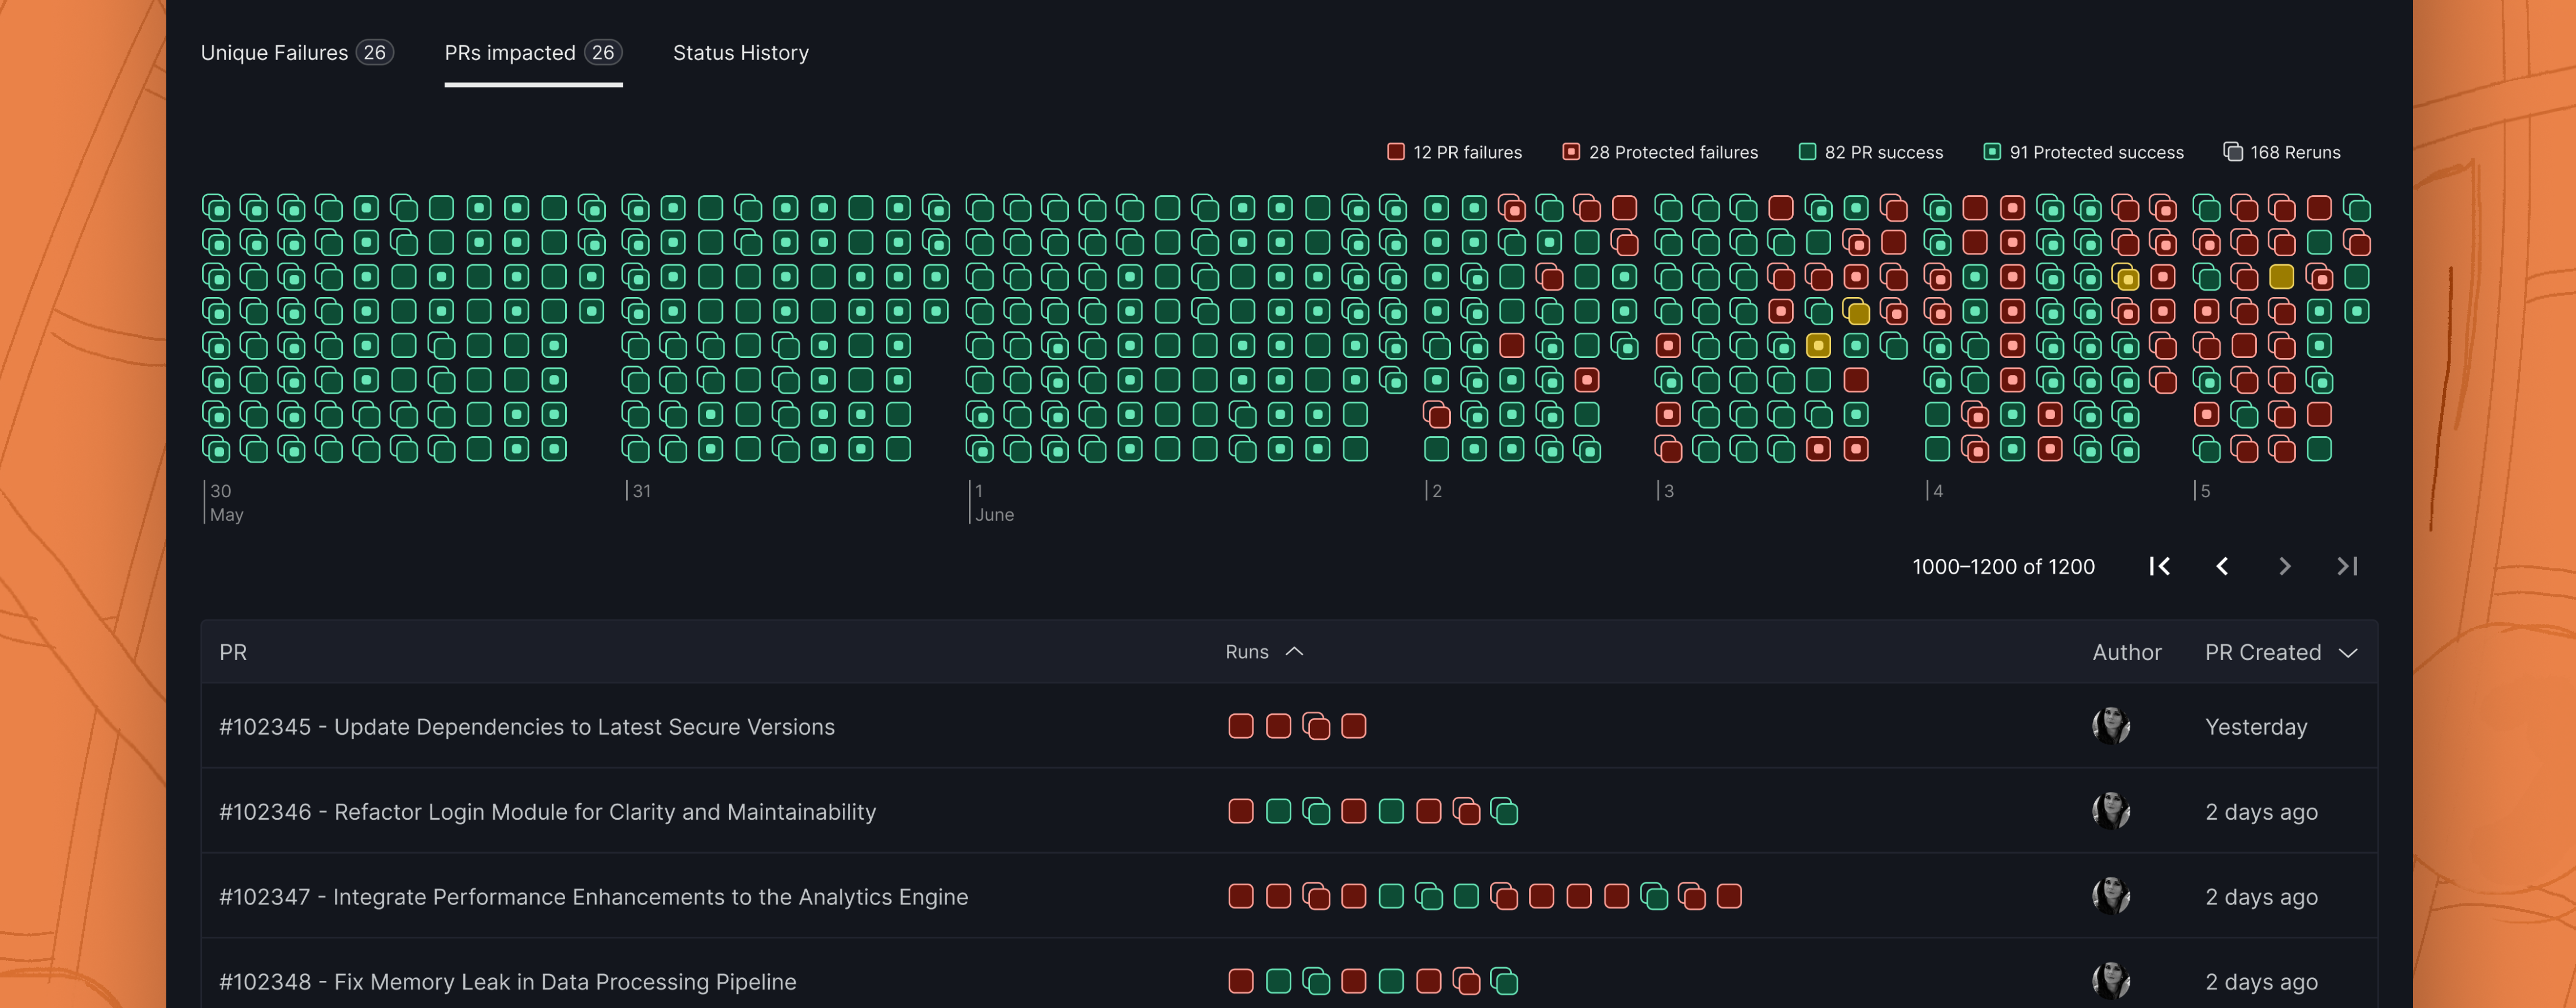 Unique Failures 26 PRs impacted 26 Status History
12 PR failures 28 Protected failures 82 PR success 91 Protected success 168 Reruns
30 31 1 2 3 4 5
May June
1000–1200 of 1200
PR Runs Author PR Created
#102345 - Update Dependencies to Latest Secure Versions Yesterday
#102346 - Refactor Login Module for Clarity and Maintainability 2 days ago
#102347 - Integrate Performance Enhancements to the Analytics Engine 2 days ago
#102348 - Fix Memory Leak in Data Processing Pipeline 2 days ago